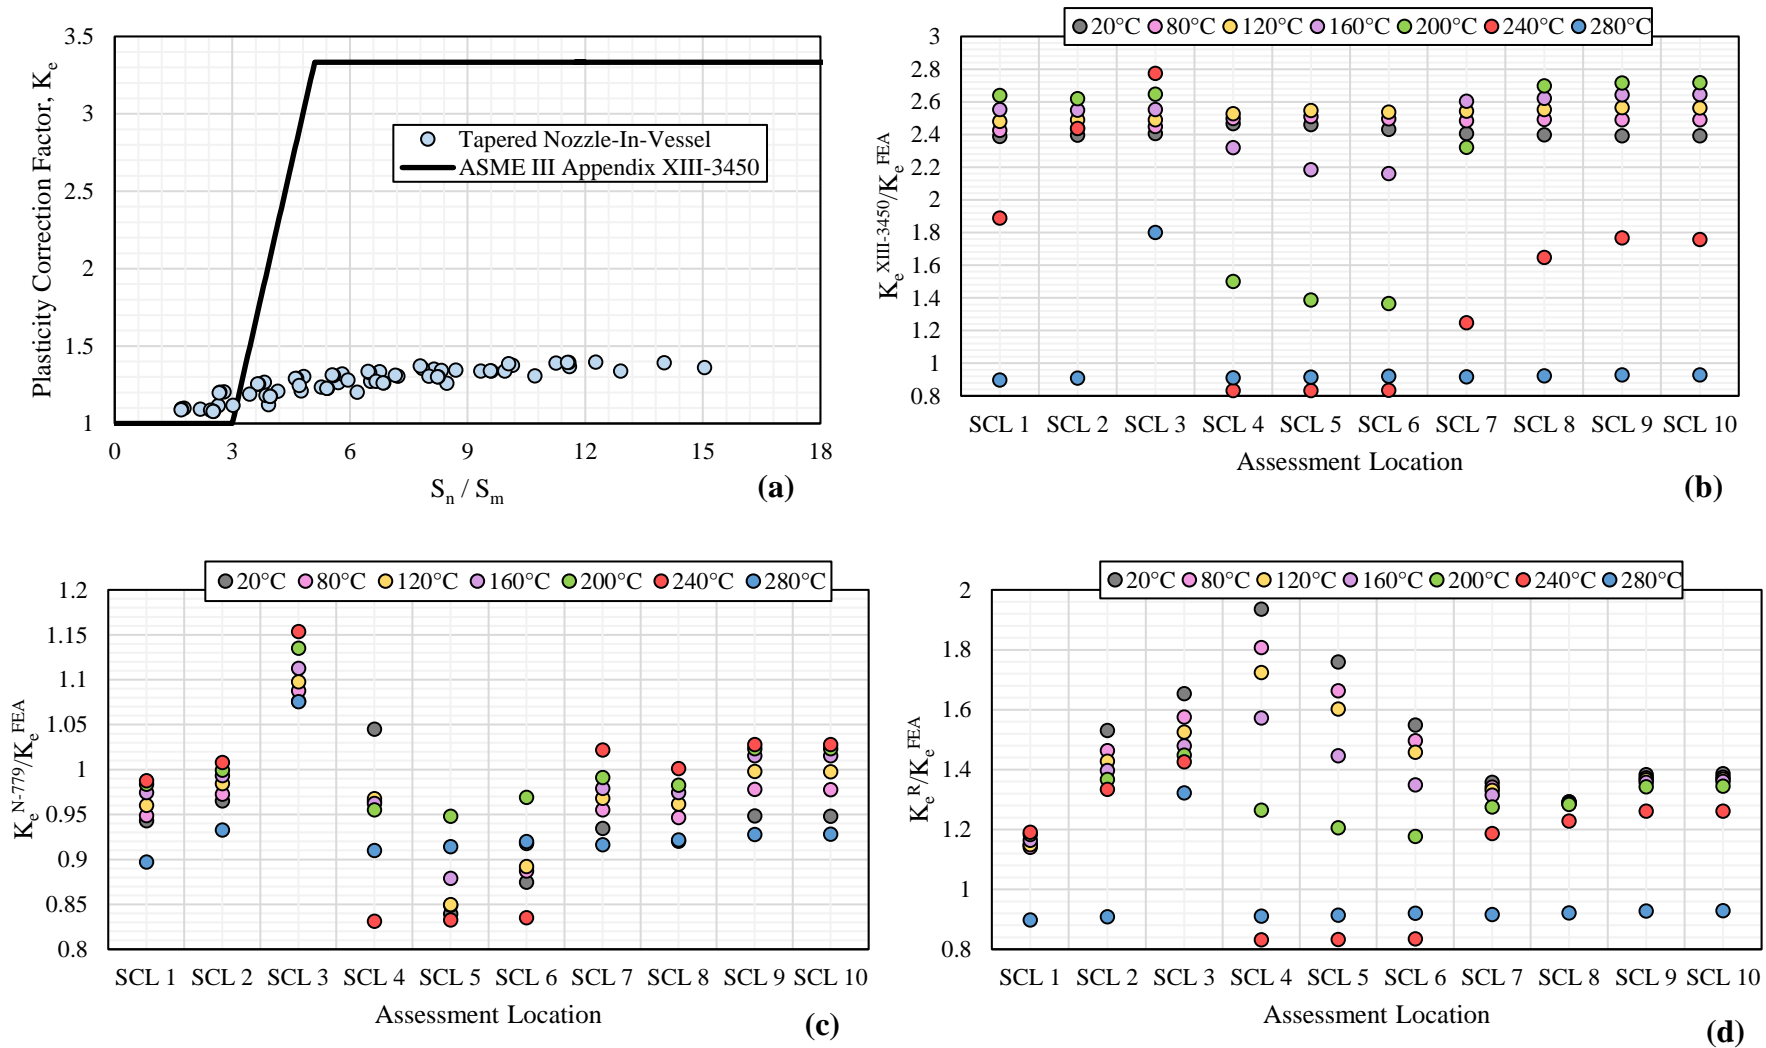 3.5
3
2.5
2
1.5
1
0 3 6 9 12 15 18
Plasticity Correction Factor, K_e
Tapered Nozzle-In-Vessel
ASME III Appendix XIII-3450
S_n / S_m
(a)
20°C 80°C 120°C 160°C 200°C 240°C 280°C
3
2.8
2.6
2.4
2.2
2
1.8
1.6
1.4
1.2
1
0.8
K_e^XIII-3450/K_e^FEA
SCL 1 SCL 2 SCL 3 SCL 4 SCL 5 SCL 6 SCL 7 SCL 8 SCL 9 SCL 10
Assessment Location
(b)
20°C 80°C 120°C 160°C 200°C 240°C 280°C
1.2
1.15
1.1
1.05
1
0.95
0.9
0.85
0.8
K_e^N-779/K_e^FEA
SCL 1 SCL 2 SCL 3 SCL 4 SCL 5 SCL 6 SCL 7 SCL 8 SCL 9 SCL 10
Assessment Location
(c)
20°C 80°C 120°C 160°C 200°C 240°C 280°C
2
1.8
1.6
1.4
1.2
1
0.8
K_e^R/K_e^FEA
SCL 1 SCL 2 SCL 3 SCL 4 SCL 5 SCL 6 SCL 7 SCL 8 SCL 9 SCL 10
Assessment Location
(d)